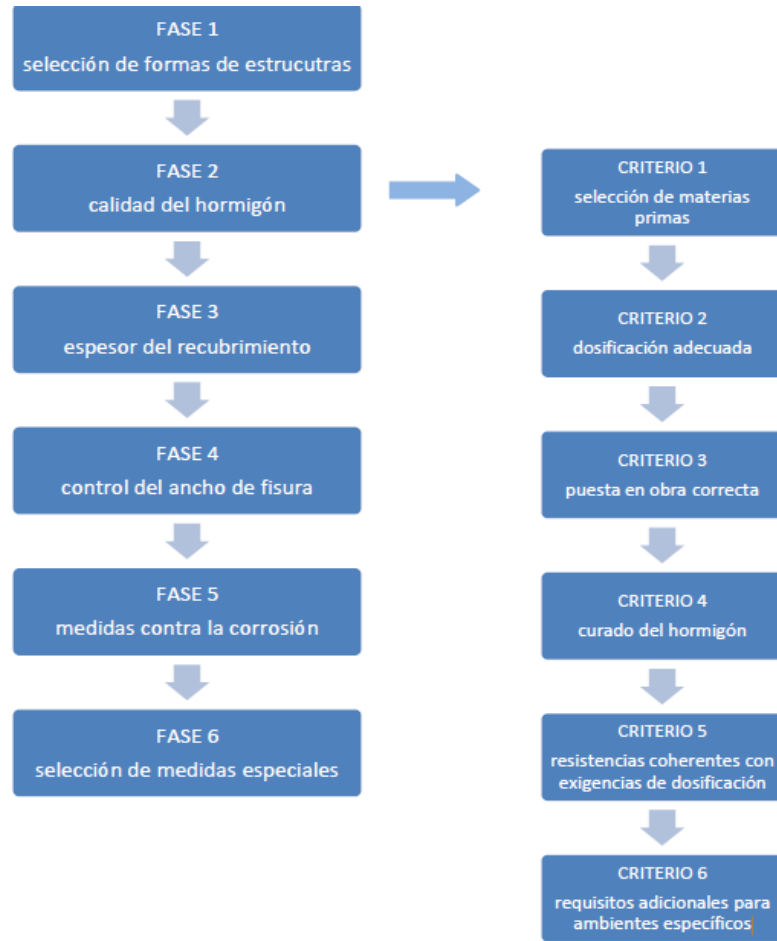 FASE 1
selección de formas de estrucutras
FASE 2
calidad del hormigón
FASE 3
espesor del recubrimiento
FASE 4
control del ancho de fisura
FASE 5
medidas contra la corrosión
FASE 6
selección de medidas especiales
CRITERIO 1
selección de materias
primas
CRITERIO 2
dosificación adecuada
CRITERIO 3
puesta en obra correcta
CRITERIO 4
curado del hormigón
CRITERIO 5
resistencias coherentes con
exigencias de dosificación
CRITERIO 6
requisitos adicionales para
ambientes específicos